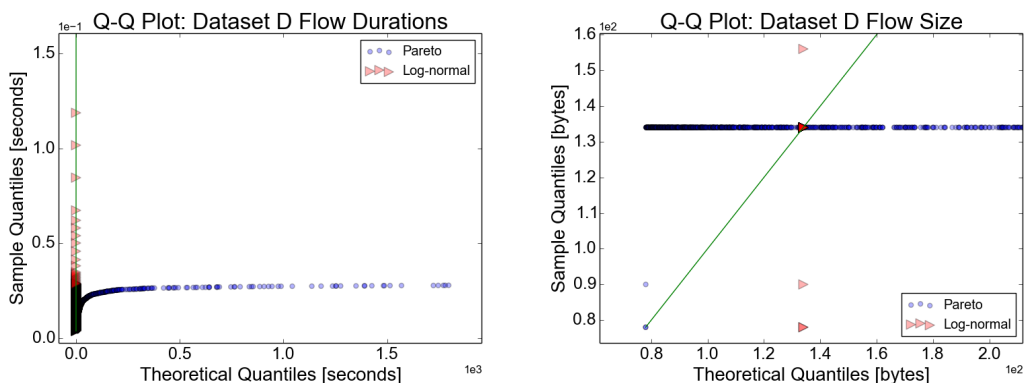 Q-Q Plot: Dataset D Flow Durations
1e−1
1.5
1.0
0.5
0.0
Sample Quantiles [seconds]
Pareto
Log-normal
0.0
0.5
1.0
1.5
1e3
Theoretical Quantiles [seconds]
Q-Q Plot: Dataset D Flow Size
1e2
1.6
1.5
1.4
1.3
1.2
1.1
1.0
0.9
0.8
Sample Quantiles [bytes]
Pareto
Log-normal
0.8
1.0
1.2
1.4
1.6
1.8
2.0
1e2
Theoretical Quantiles [bytes]